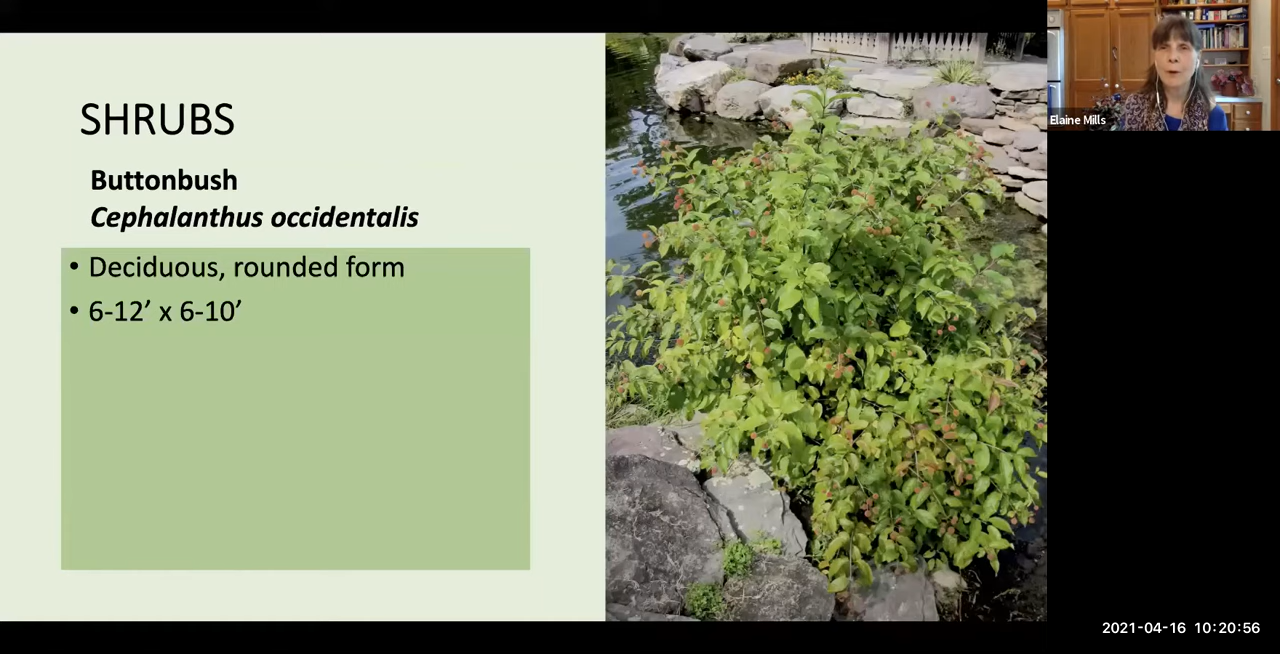 SHRUBS
Buttonbush
Cephalanthus occidentalis
• Deciduous, rounded form
• 6-12’ x 6-10’
Elaine Mills
2021-04-16 10:20:56